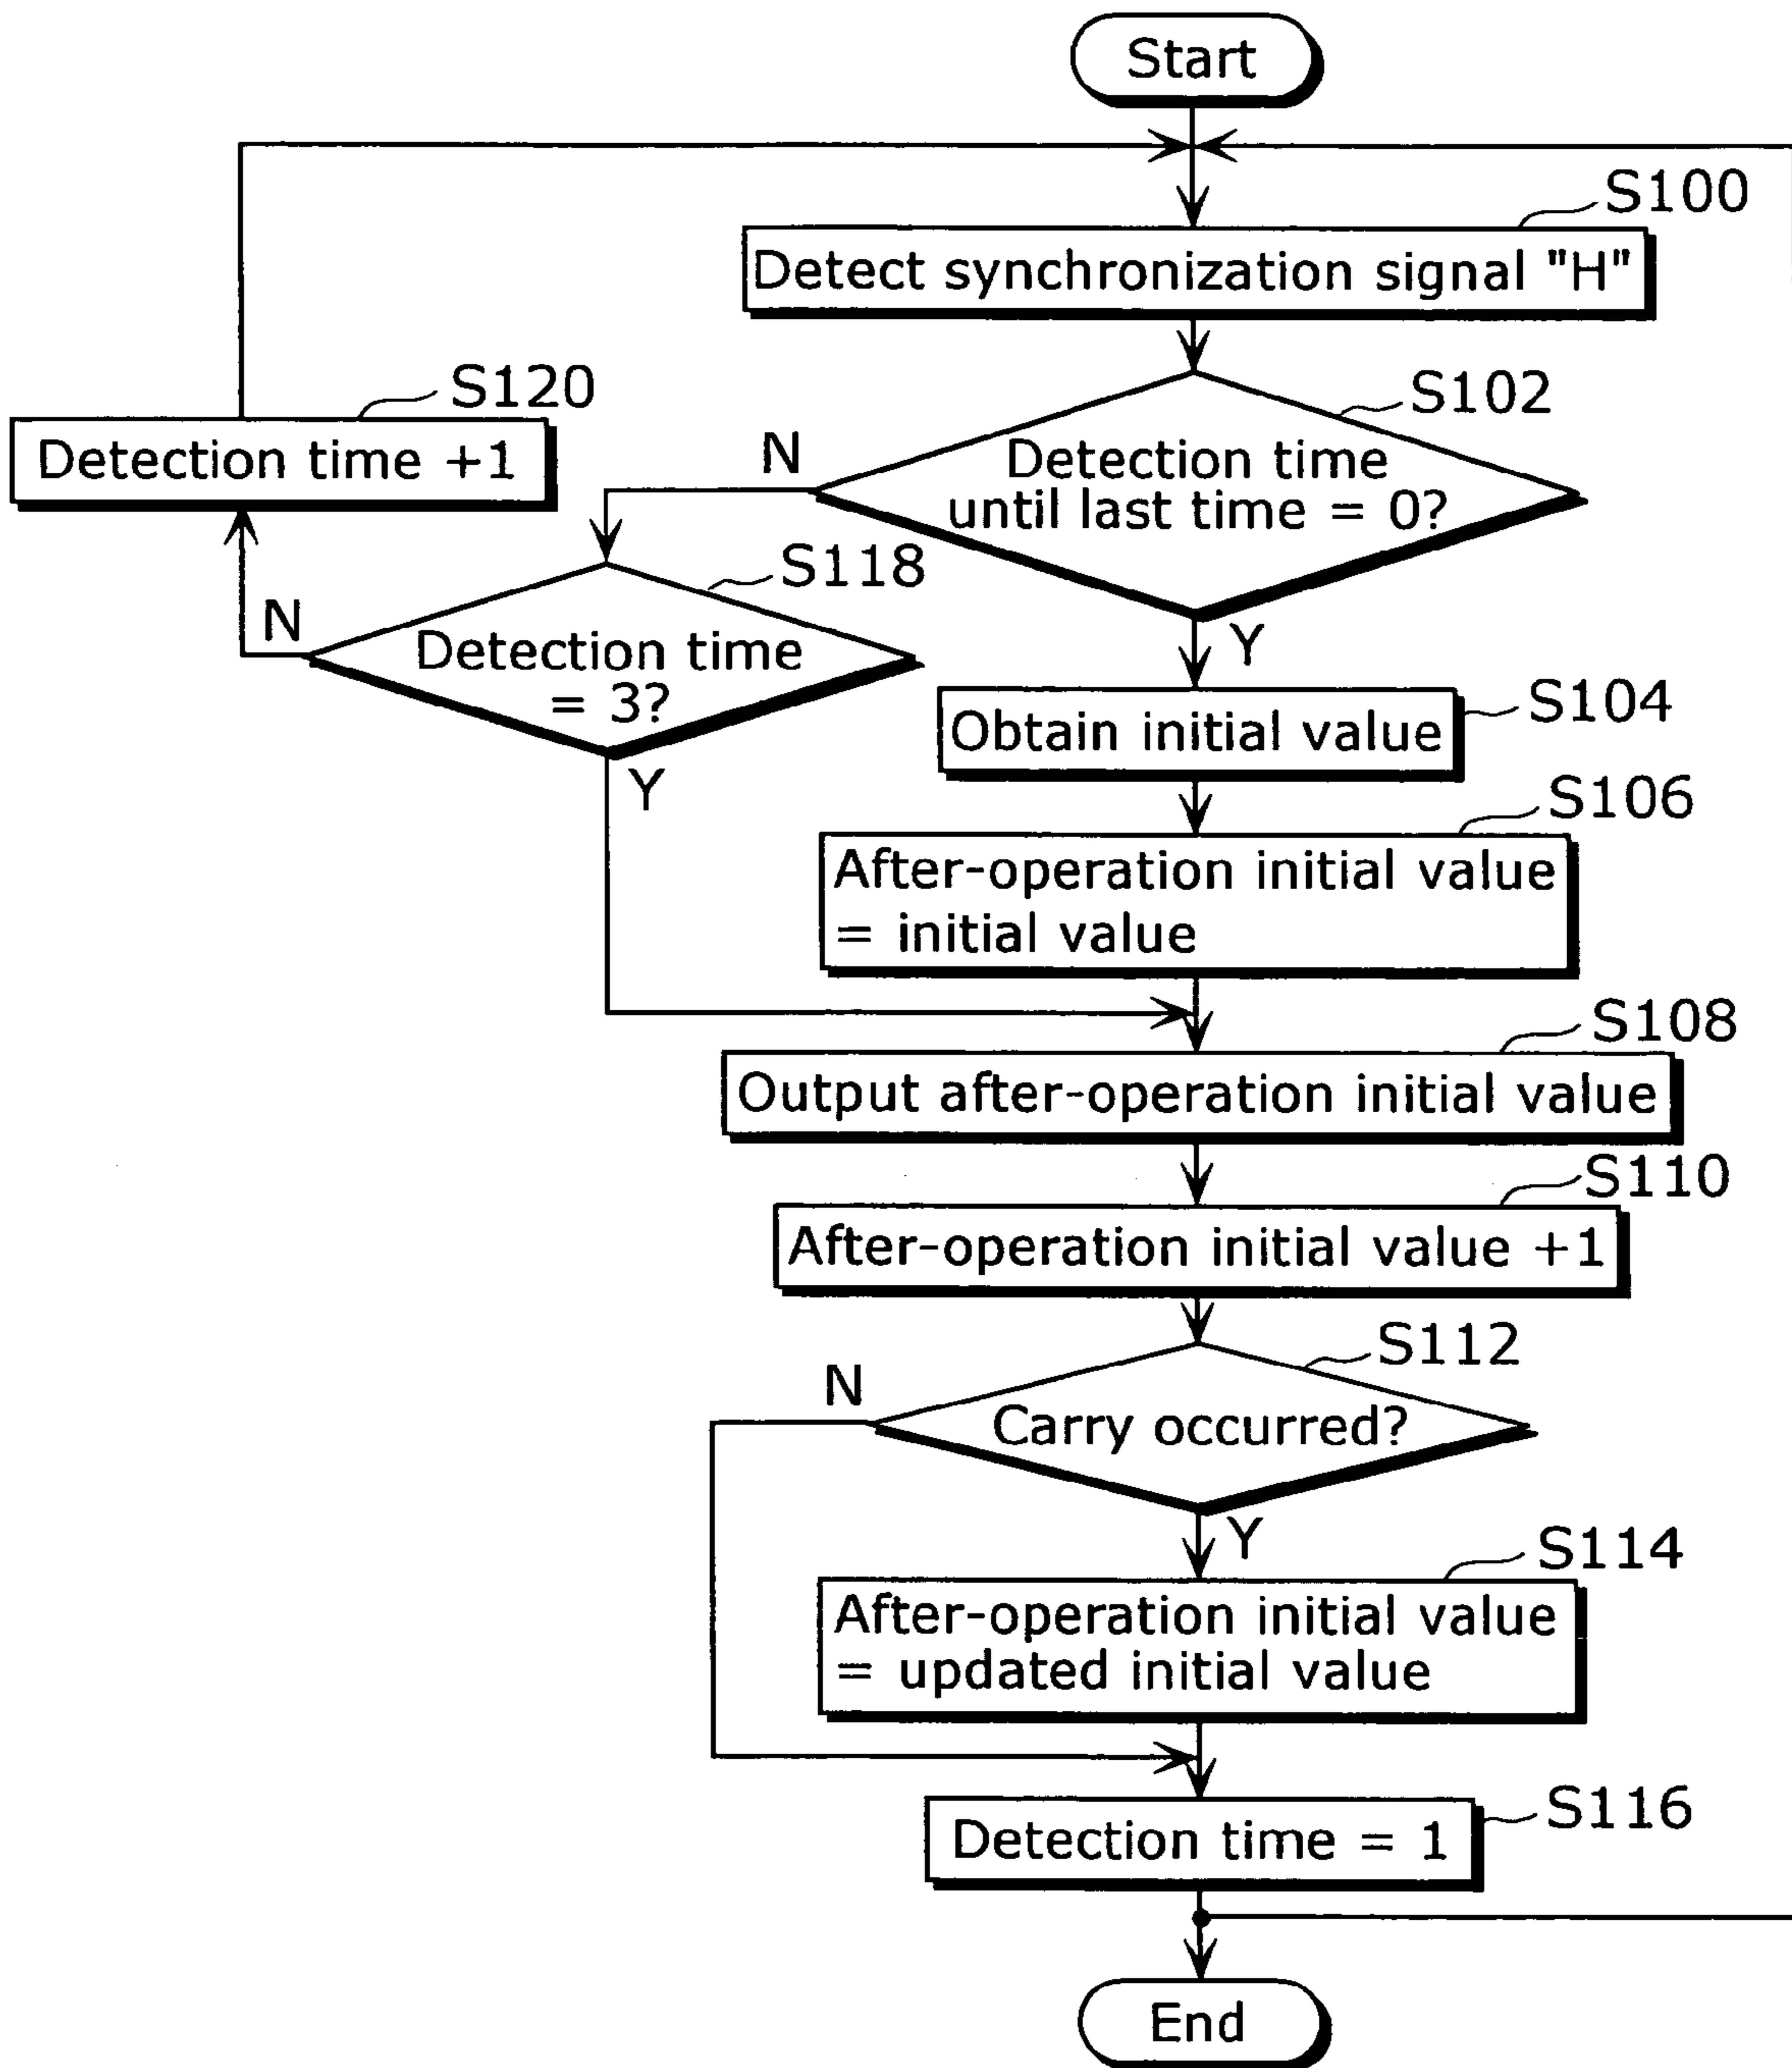 Start
S100
Detect synchronization signal "H"
S120
Detection time +1
S102
N
Detection time
until last time = 0?
S118
N
Detection time
= 3?
Y
Y
S104
Obtain initial value
S106
After-operation initial value
= initial value
S108
Output after-operation initial value
S110
After-operation initial value +1
S112
N
Carry occurred?
Y
S114
After-operation initial value
= updated initial value
S116
Detection time = 1
End